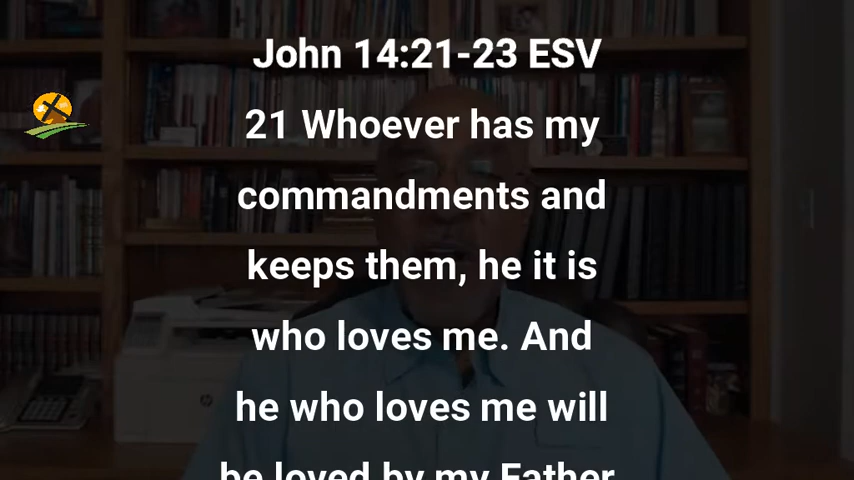 John 14:21-23 ESV
21 Whoever has my
commandments and
keeps them, he it is
who loves me. And
he who loves me will
be loved by my Father